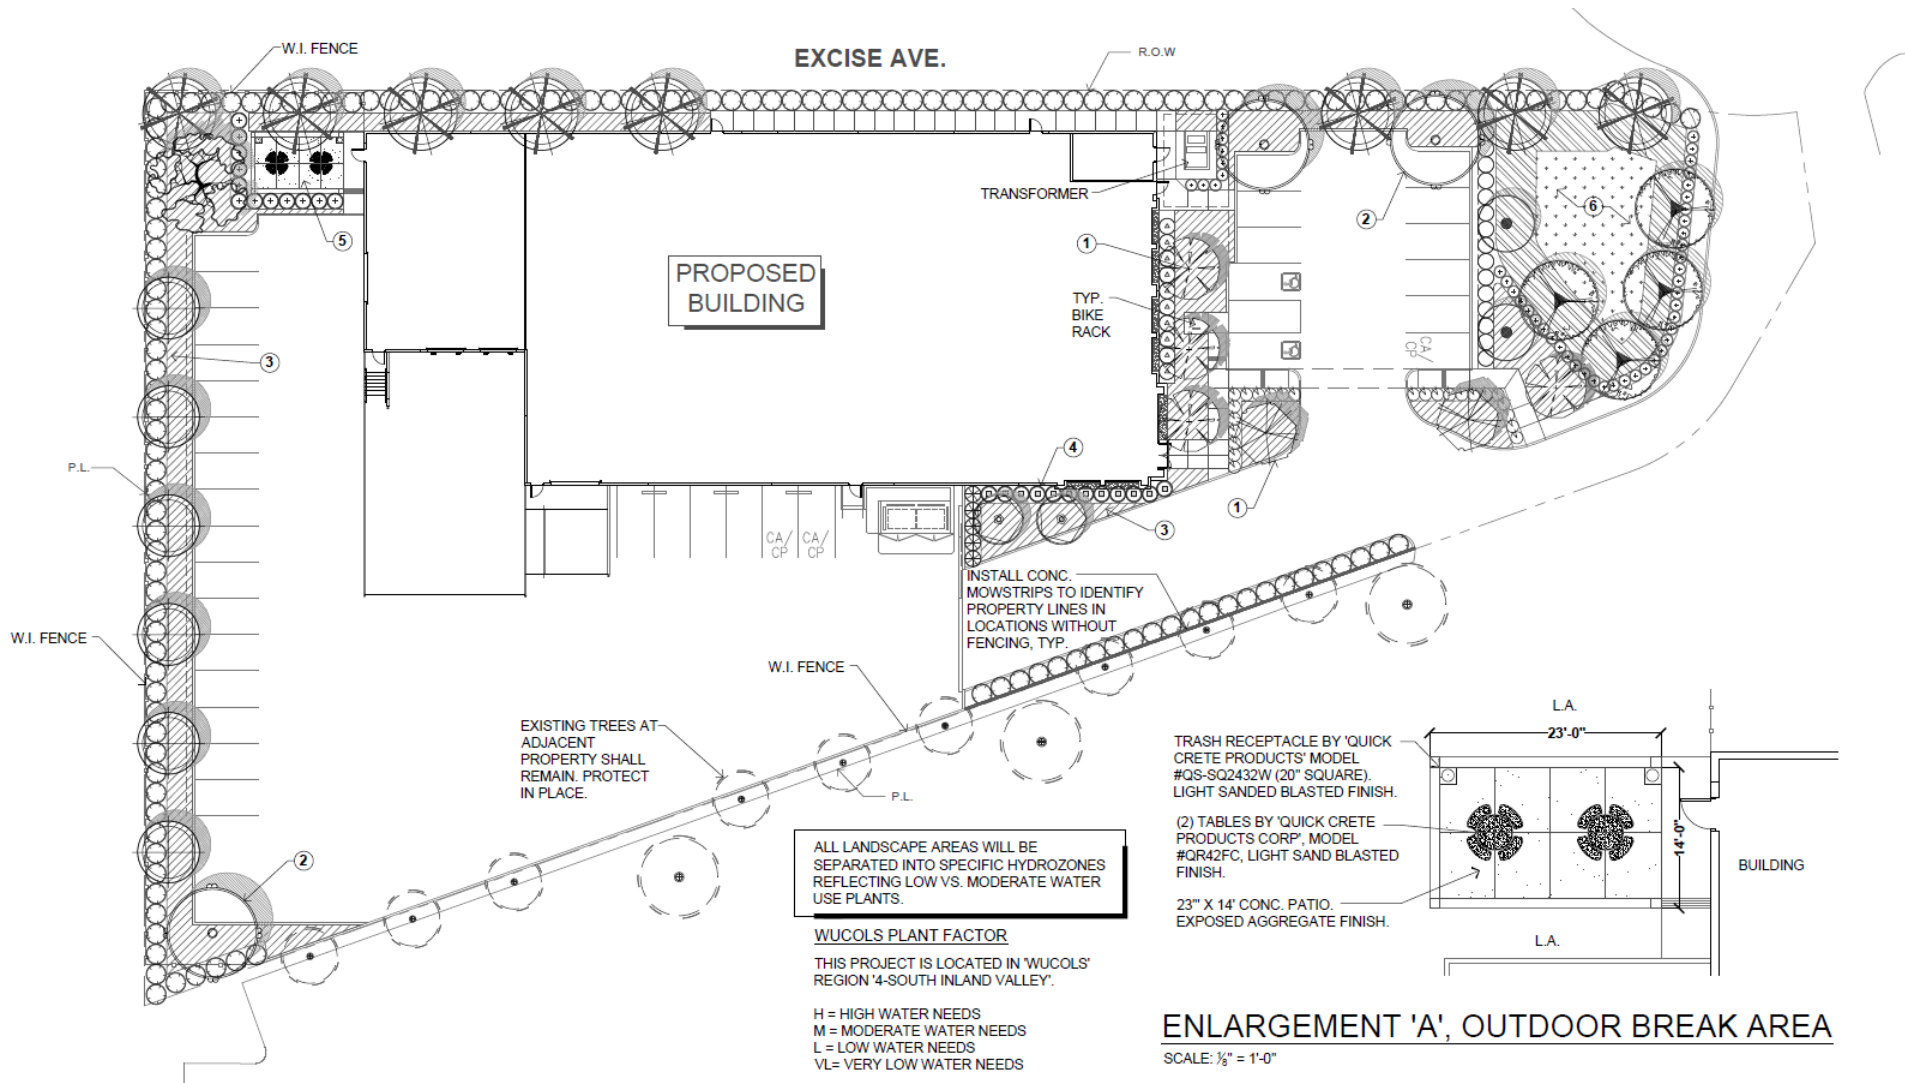 W.I. FENCE
EXCISE AVE.
R.O.W
TRANSFORMER
2
6
1
5
PROPOSED
BUILDING
TYP.
BIKE
RACK
CA/
CP
3
4
P.L.
1
3
CA/
CP
CA/
CP
INSTALL CONC.
MOWSTRIPS TO IDENTIFY
PROPERTY LINES IN
LOCATIONS WITHOUT
FENCING, TYP.
W.I. FENCE
W.I. FENCE
EXISTING TREES AT
ADJACENT
PROPERTY SHALL
REMAIN. PROTECT
IN PLACE.
P.L.
2
ALL LANDSCAPE AREAS WILL BE
SEPARATED INTO SPECIFIC HYDROZONES
REFLECTING LOW VS. MODERATE WATER
USE PLANTS.
WUCOLS PLANT FACTOR
THIS PROJECT IS LOCATED IN 'WUCOLS'
REGION '4-SOUTH INLAND VALLEY'.
H = HIGH WATER NEEDS
M = MODERATE WATER NEEDS
L = LOW WATER NEEDS
VL= VERY LOW WATER NEEDS
L.A.
23'-0"
TRASH RECEPTACLE BY 'QUICK
CRETE PRODUCTS' MODEL
#QS-SQ2432W (20" SQUARE).
LIGHT SANDED BLASTED FINISH.
(2) TABLES BY 'QUICK CRETE
PRODUCTS CORP', MODEL
#QR42FC, LIGHT SAND BLASTED
FINISH.
23'" X 14' CONC. PATIO.
EXPOSED AGGREGATE FINISH.
14'-0"
BUILDING
L.A.
ENLARGEMENT 'A', OUTDOOR BREAK AREA
SCALE: ⅛" = 1'-0"